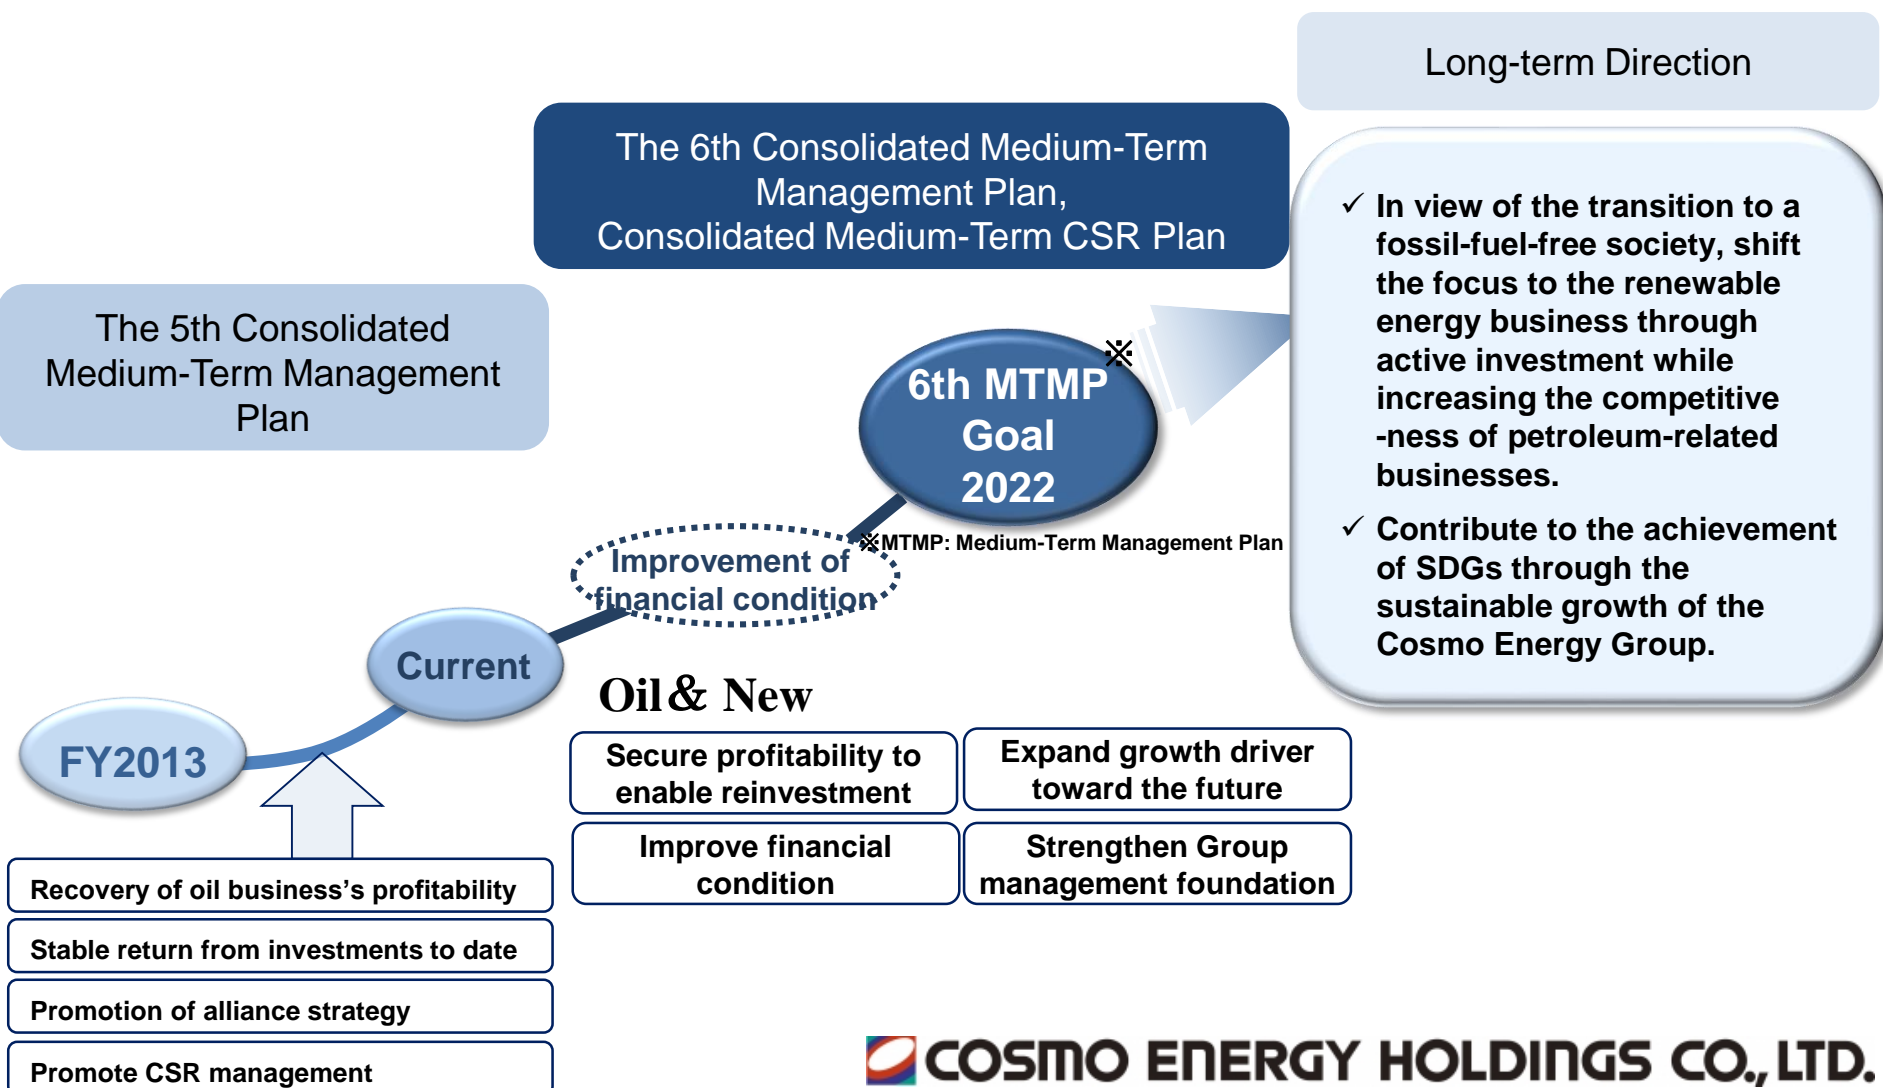 Long-term Direction
The 6th Consolidated Medium-Term
Management Plan,
Consolidated Medium-Term CSR Plan
The 5th Consolidated
Medium-Term Management
Plan
✓ In view of the transition to a
fossil-fuel-free society, shift
the focus to the renewable
energy business through
active investment while
increasing the competitive
-ness of petroleum-related
businesses.
✓ Contribute to the achievement
of SDGs through the
sustainable growth of the
Cosmo Energy Group.
※
6th MTMP
Goal
2022
※MTMP: Medium-Term Management Plan
Improvement of
financial condition
Current
FY2013
Oil& New
Secure profitability to
enable reinvestment
Expand growth driver
toward the future
Improve financial
condition
Strengthen Group
management foundation
Recovery of oil business's profitability
Stable return from investments to date
Promotion of alliance strategy
Promote CSR management
COSMO ENERGY HOLDINGS CO., LTD.